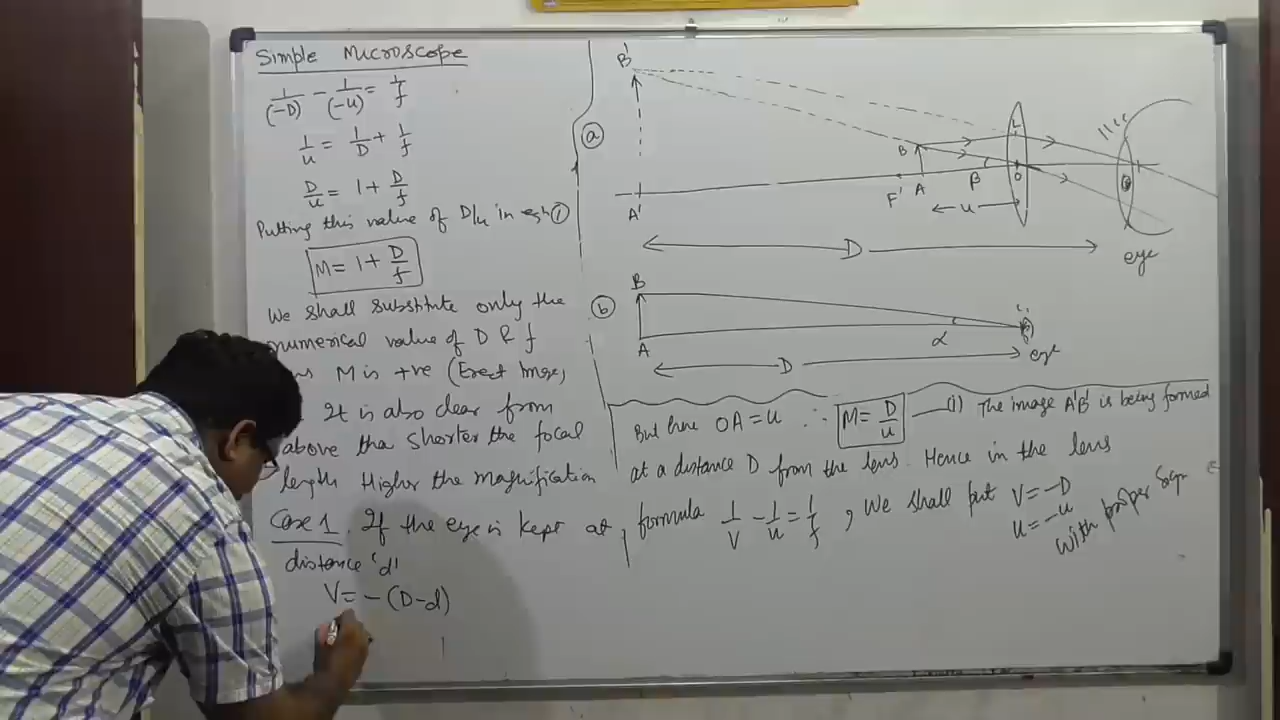 Simple Microscope
1/(-D) - 1/(-u) = 1/f
1/u = 1/D + 1/f
D/u = 1 + D/f
Putting this value of D/u in eqn (1)
M = 1 + D/f
We shall substitute only the
numerical value of D & f
M is +ve (Erect Image,
It is also clear from
above tha shorter the focal
length Higher the magnification
Case 1. If the eye is kept at
distance 'd'
V = - (D-d)
(a)
B'
A'
B
F'
A
β
L
O
u
D
eye
(b)
B
A
α
D
eye
But here OA = u ∴ M = D/u —(1) The image A'B' is being formed
at a distance D from the lens. Hence in the lens
formula 1/V - 1/u = 1/f, We shall put V = -D
u = -u
with proper sign